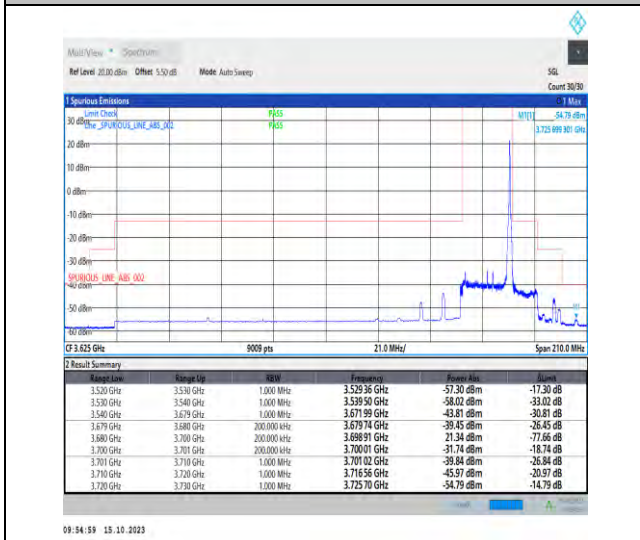 MultiView Spectrum
Ref Level 20.00 dBm Offset 5.50 dB Mode Auto Sweep SGL
Count 30/30
1 Spurious Emissions 1 Max
Limit Check PASS M1[1] -54.79 dBm
Line _SPURIOUS_LINE_ABS_002 PASS 3.725 699 301 GHz
30 dBm
20 dBm
10 dBm
0 dBm
-10 dBm
-20 dBm
-30 dBm
_SPURIOUS_LINE_ABS_002
-40 dBm
-50 dBm
-60 dBm
CF 3.625 GHz 9009 pts 21.0 MHz/ Span 210.0 MHz
2 Result Summary
Range Low Range Up RBW Frequency Power Abs ΔLimit
3.520 GHz 3.530 GHz 1.000 MHz 3.529 36 GHz -57.30 dBm -17.30 dB
3.530 GHz 3.540 GHz 1.000 MHz 3.539 50 GHz -58.02 dBm -33.02 dB
3.540 GHz 3.679 GHz 1.000 MHz 3.671 99 GHz -43.81 dBm -30.81 dB
3.679 GHz 3.680 GHz 200.000 kHz 3.679 74 GHz -39.45 dBm -26.45 dB
3.680 GHz 3.700 GHz 200.000 kHz 3.698 91 GHz 21.34 dBm -77.66 dB
3.700 GHz 3.701 GHz 200.000 kHz 3.700 01 GHz -31.74 dBm -18.74 dB
3.701 GHz 3.710 GHz 1.000 MHz 3.701 02 GHz -39.84 dBm -26.84 dB
3.710 GHz 3.720 GHz 1.000 MHz 3.716 56 GHz -45.97 dBm -20.97 dB
3.720 GHz 3.730 GHz 1.000 MHz 3.725 70 GHz -54.79 dBm -14.79 dB
09:54:59 15.10.2023